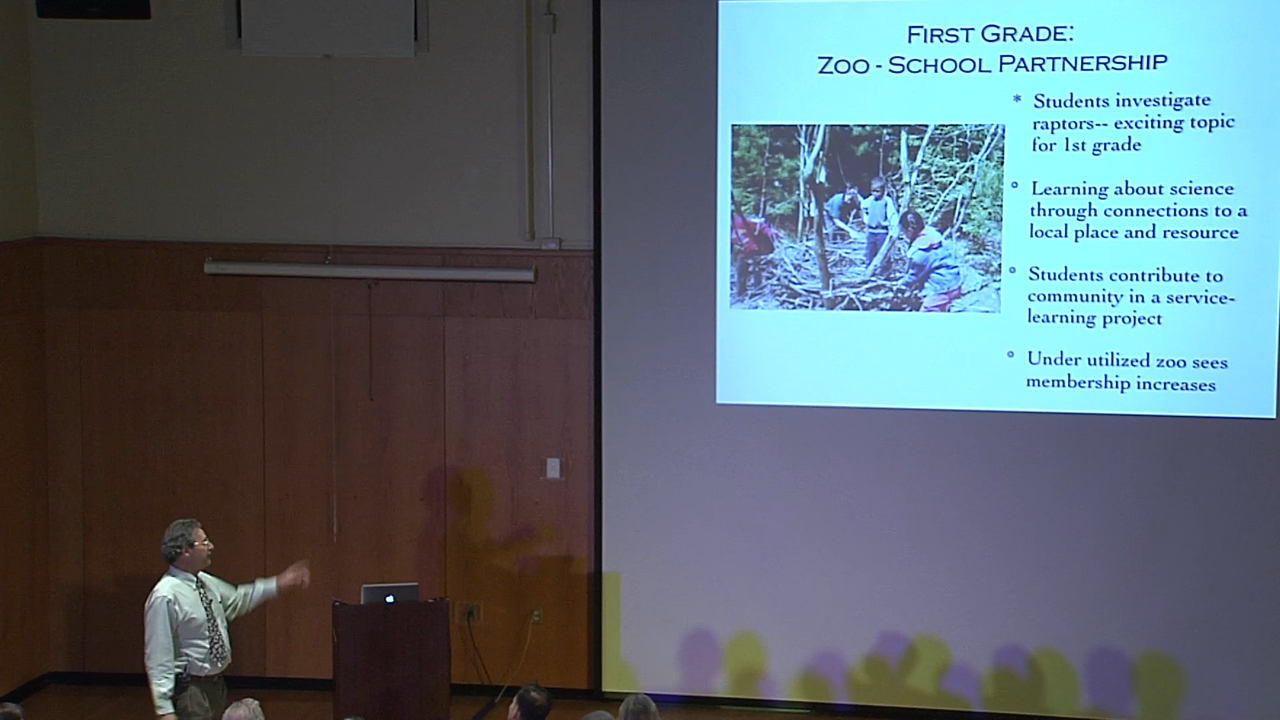 First Grade:
Zoo - School Partnership
* Students investigate
raptors-- exciting topic
for 1st grade
° Learning about science
through connections to a
local place and resource
° Students contribute to
community in a service-
learning project
° Under utilized zoo sees
membership increases